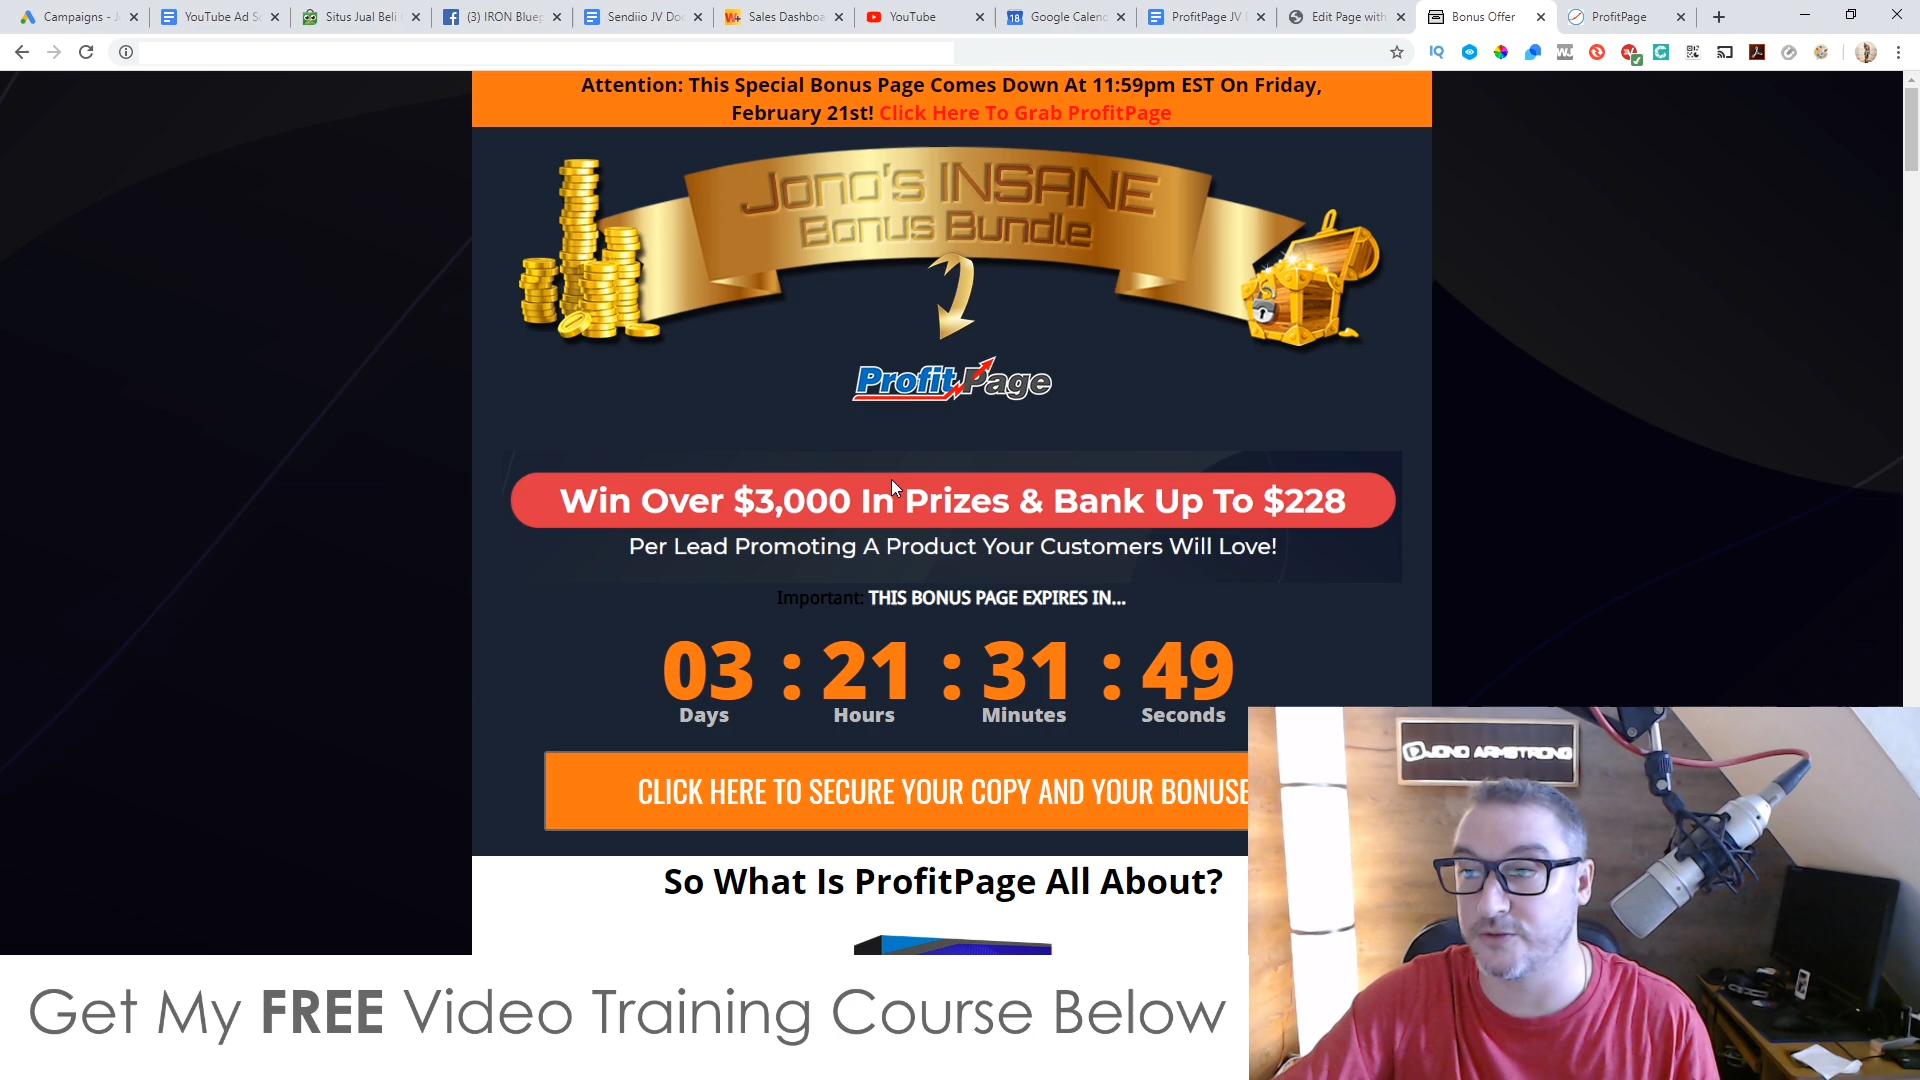 Campaigns - J
YouTube Ad Sc
Situs Jual Beli
(3) IRON Bluep
Sendiio JV Doc
Sales Dashboa
YouTube
Google Calend
ProfitPage JV
Edit Page with
Bonus Offer
ProfitPage
Attention: This Special Bonus Page Comes Down At 11:59pm EST On Friday,
February 21st! Click Here To Grab ProfitPage
Jono's INSANE
Bonus Bundle
ProfitPage
Win Over $3,000 In Prizes & Bank Up To $228
Per Lead Promoting A Product Your Customers Will Love!
Important: THIS BONUS PAGE EXPIRES IN...
03 : 21 : 31 : 49
Days Hours Minutes Seconds
CLICK HERE TO SECURE YOUR COPY AND YOUR BONUSE
JONO ARMSTRONG
So What Is ProfitPage All About?
Get My FREE Video Training Course Below